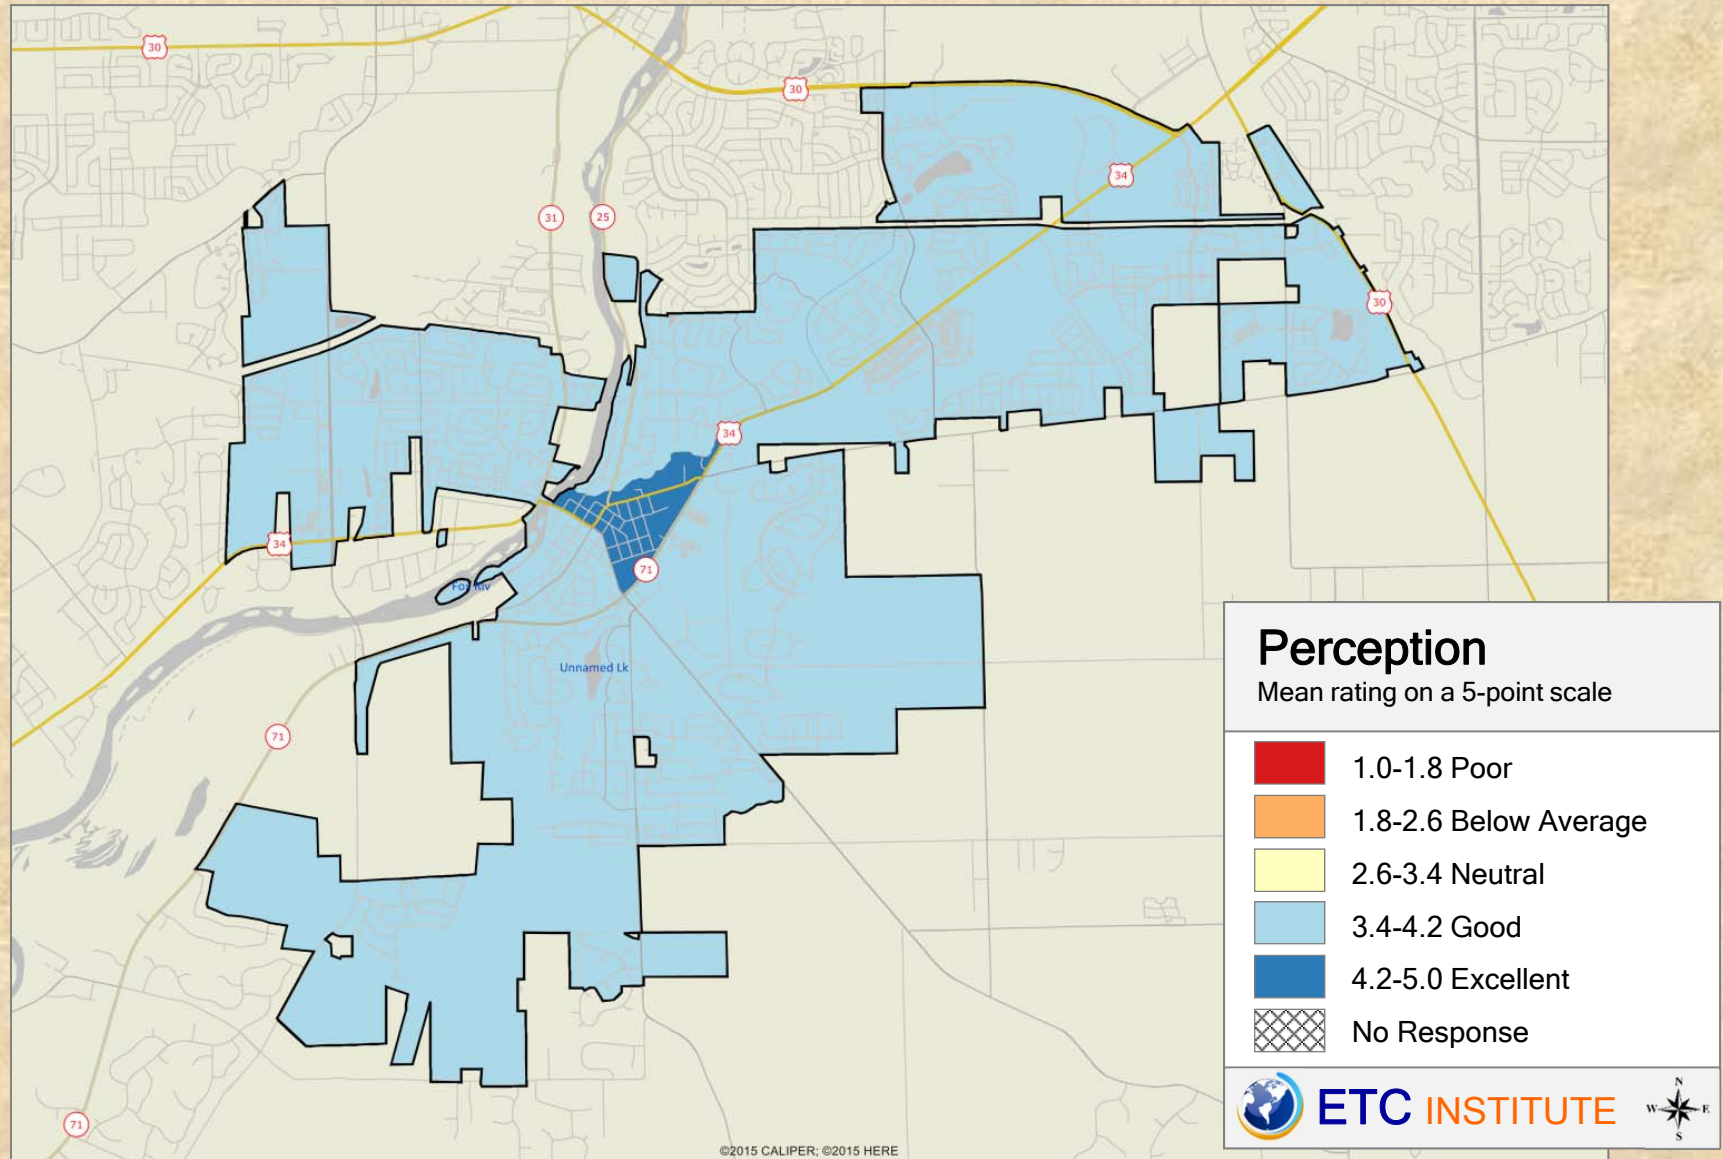 30
30
34
31
25
30
34
34
71
Fox Riv
Unnamed Lk
71
71
©2015 CALIPER; ©2015 HERE
Perception
Mean rating on a 5-point scale
1.0-1.8 Poor
1.8-2.6 Below Average
2.6-3.4 Neutral
3.4-4.2 Good
4.2-5.0 Excellent
No Response
ETC INSTITUTE
N
W E
S